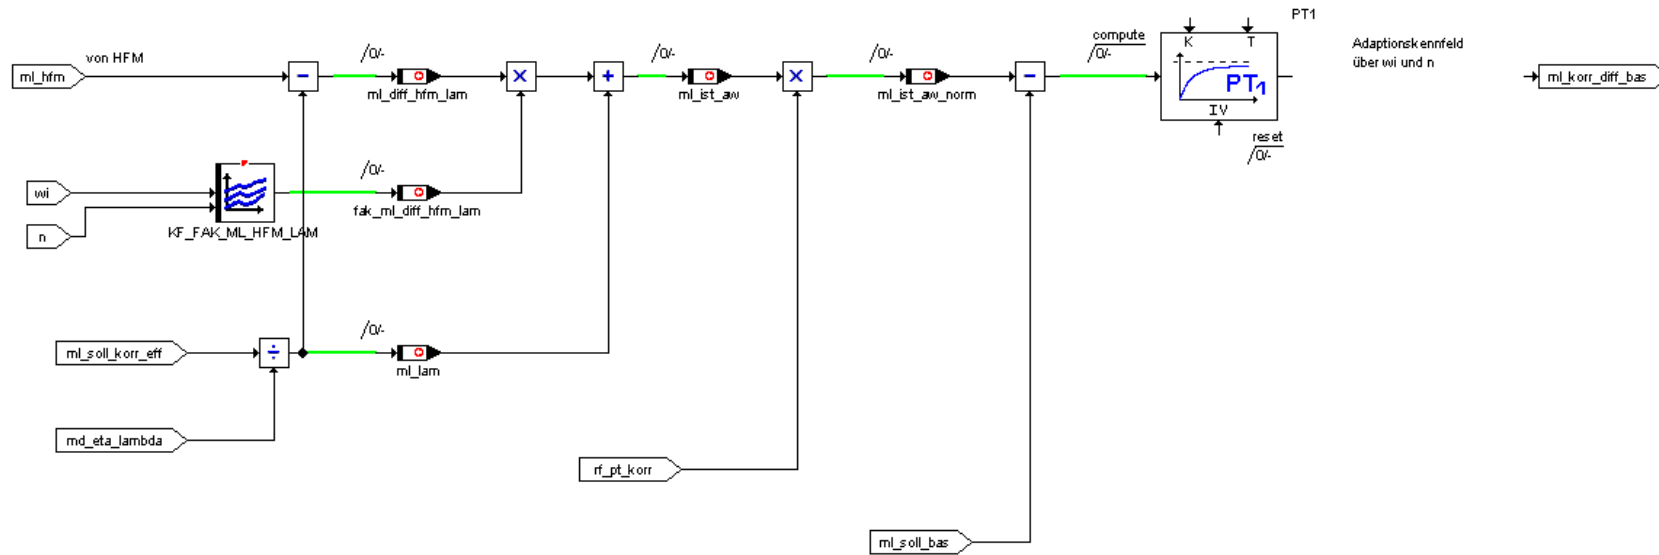 PT1
von HFM
/0/-
/0/-
/0/-
compute
/0/-
K
T
Adaptionskennfeld
über wi und n
ml_hfm
−
×
+
×
−
PT1
ml_korr_diff_bas
ml_diff_hfm_lam
ml_ist_aw
ml_ist_aw_norm
IV
reset
/0/-
/0/-
wi
n
fak_ml_diff_hfm_lam
KF_FAK_ML_HFM_LAM
/0/-
ml_soll_korr_eff
÷
ml_lam
md_eta_lambda
rf_pt_korr
ml_soll_bas